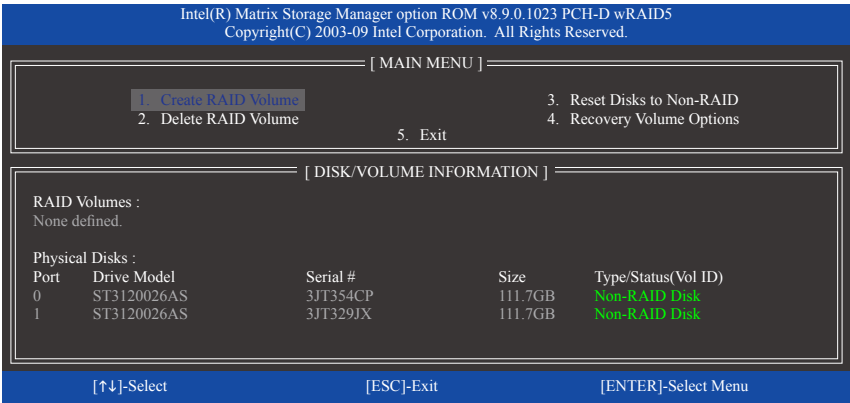 Intel(R) Matrix Storage Manager option ROM v8.9.0.1023 PCH-D wRAID5
Copyright(C) 2003-09 Intel Corporation.  All Rights Reserved.
[ MAIN MENU ]
1. Create RAID Volume 3. Reset Disks to Non-RAID
2. Delete RAID Volume 4. Recovery Volume Options
5. Exit
[ DISK/VOLUME INFORMATION ]
RAID Volumes :
None defined.
Physical Disks :
Port Drive Model Serial # Size Type/Status(Vol ID)
0 ST3120026AS 3JT354CP 111.7GB Non-RAID Disk
1 ST3120026AS 3JT329JX 111.7GB Non-RAID Disk
[↑↓]-Select [ESC]-Exit [ENTER]-Select Menu